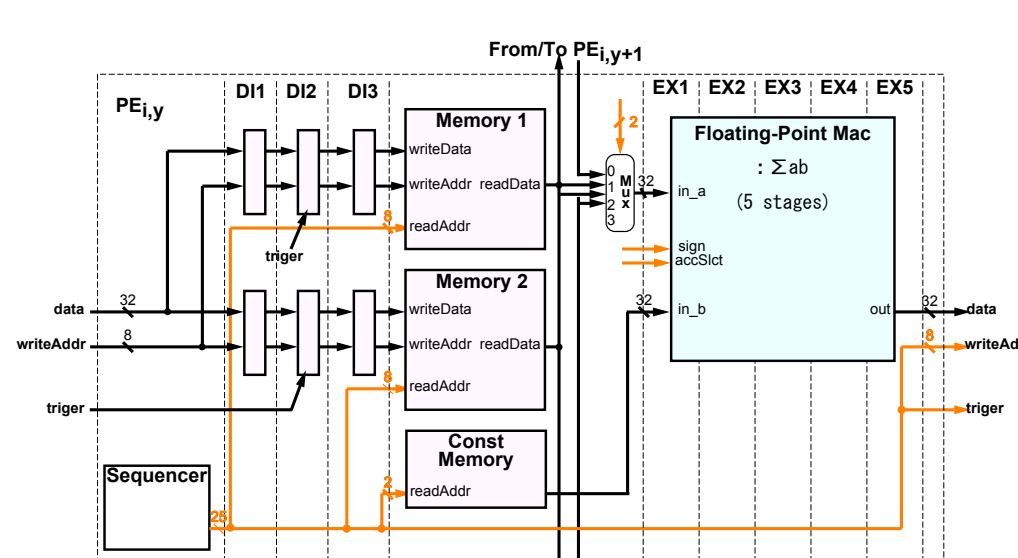 From/To PEi,y+1
PEi,y
DI1 DI2 DI3
EX1 EX2 EX3 EX4 EX5
Memory 1
writeData
writeAddr readData
readAddr
8
triger
2
0
1
2
3
Mux
32
Floating-Point Mac
: Σab
(5 stages)
in_a
sign
accSlct
in_b
32
out
32
data
8
writeAd
triger
data
32
writeAddr
8
triger
Memory 2
writeData
writeAddr readData
readAddr
8
Const
Memory
readAddr
2
Sequencer
25